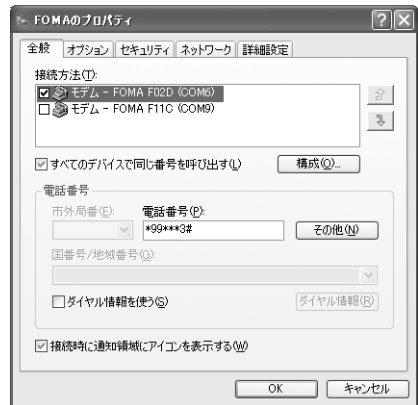 FOMAのプロパティ
全般 オプション セキュリティ ネットワーク 詳細設定
接続方法(T):
モデム - FOMA F02D (COM6)
モデム - FOMA F11C (COM9)
すべてのデバイスで同じ番号を呼び出す(L) 構成(O)...
電話番号
市外局番(E): 電話番号(P):
*99***3# その他(N)
国番号/地域番号(G):
ダイヤル情報を使う(S) ダイヤル情報(R)
接続時に通知領域にアイコンを表示する(W)
OK キャンセル